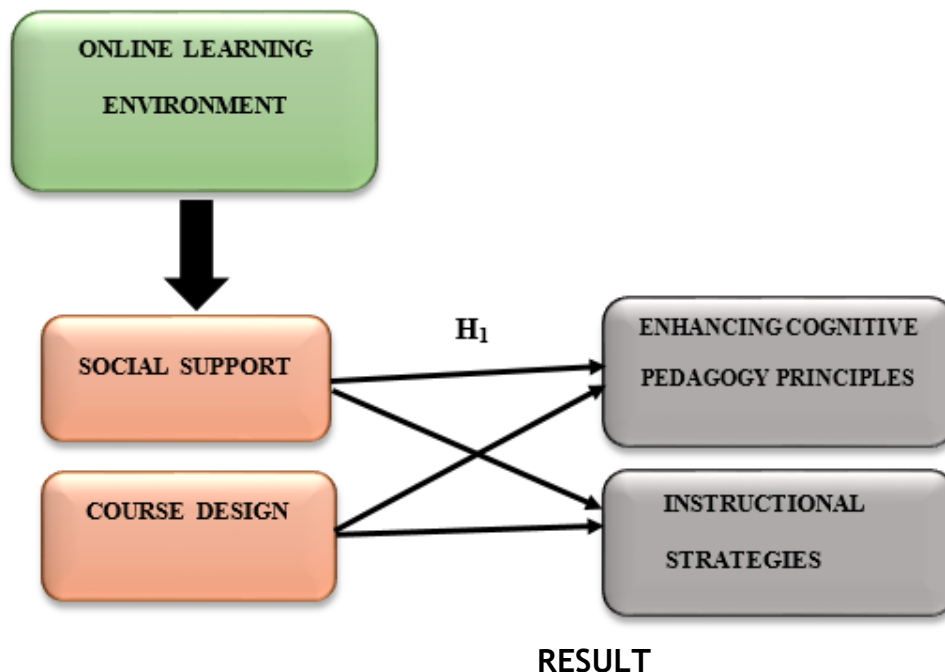 ONLINE LEARNING
ENVIRONMENT
SOCIAL SUPPORT
H₁
ENHANCING COGNITIVE
PEDAGOGY PRINCIPLES
COURSE DESIGN
INSTRUCTIONAL
STRATEGIES
RESULT